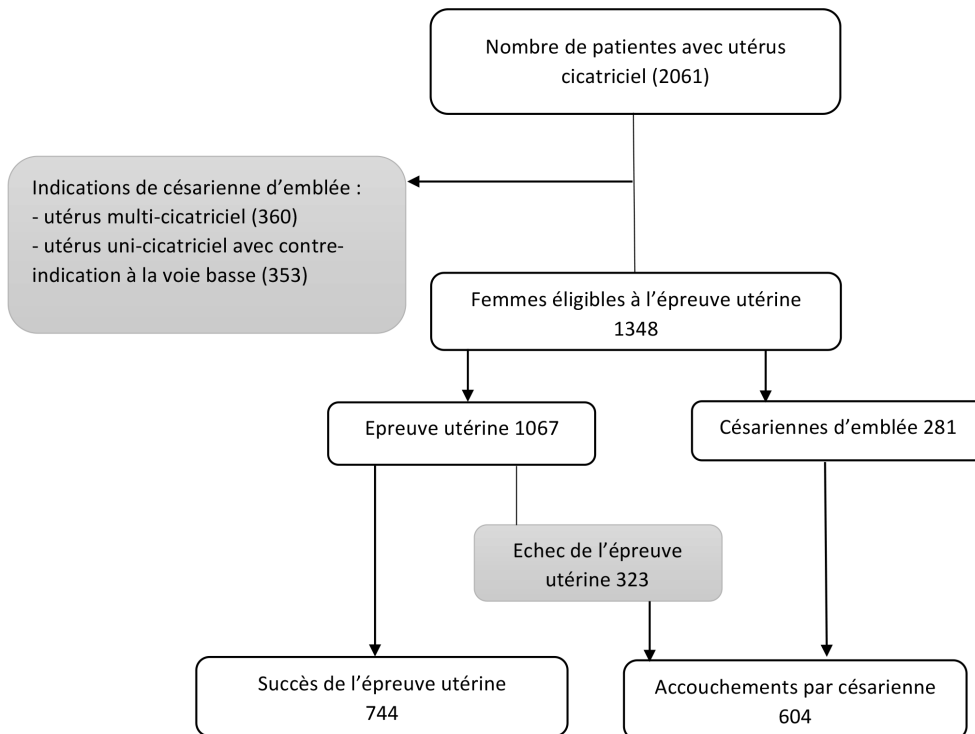 Nombre de patientes avec utérus
cicatriciel (2061)
Indications de césarienne d’emblée :
- utérus multi-cicatriciel (360)
- utérus uni-cicatriciel avec contre-
indication à la voie basse (353)
Femmes éligibles à l’épreuve utérine
1348
Epreuve utérine 1067
Césariennes d’emblée 281
Echec de l’épreuve
utérine 323
Succès de l’épreuve utérine
744
Accouchements par césarienne
604